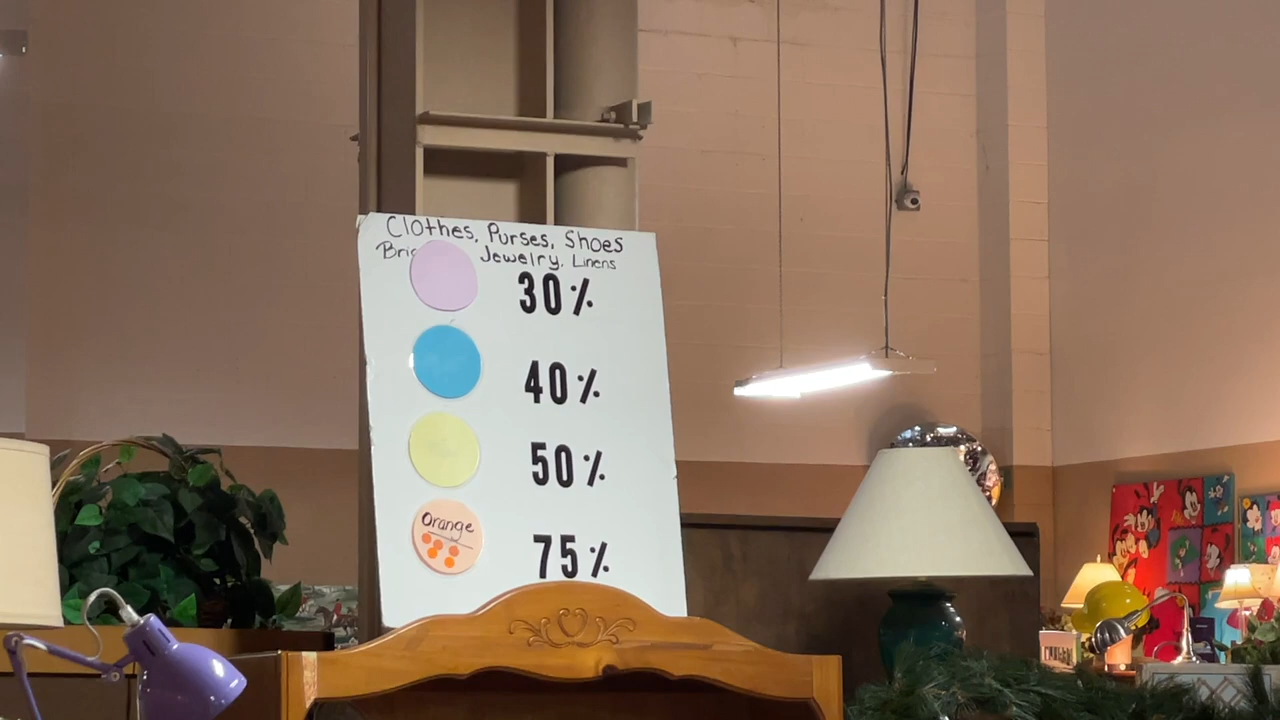 Clothes, Purses, Shoes
Jewelry, Linens
30%
40%
50%
Orange
75%